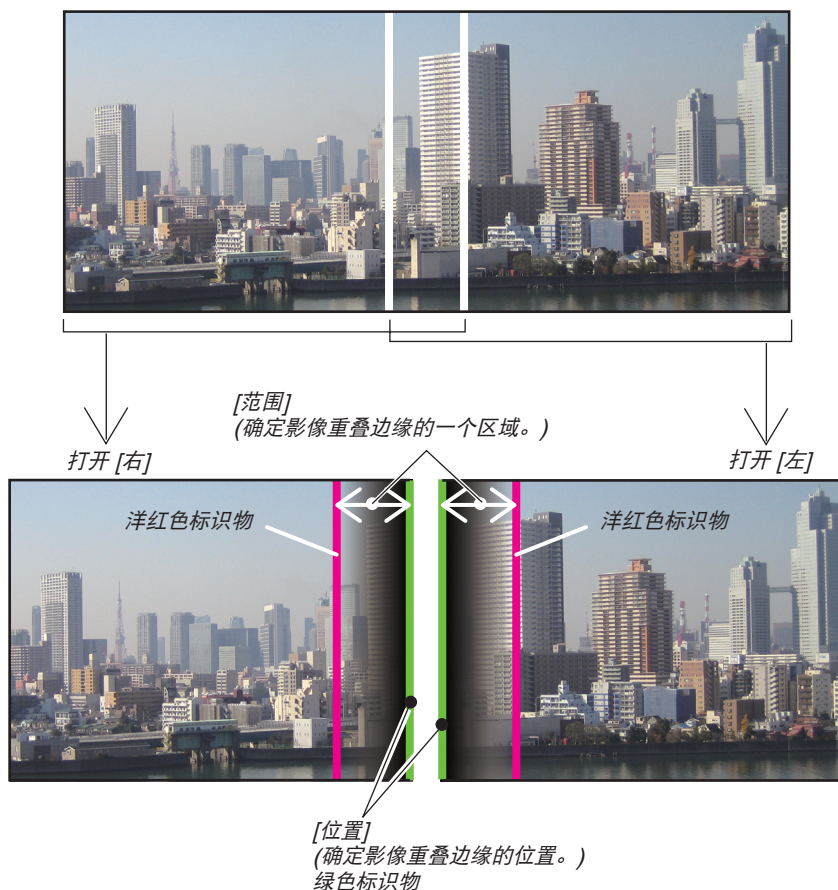 [范围]
(确定影像重叠边缘的一个区域。)
打开 [右]
打开 [左]
洋红色标识物
洋红色标识物
[位置]
(确定影像重叠边缘的位置。)
绿色标识物